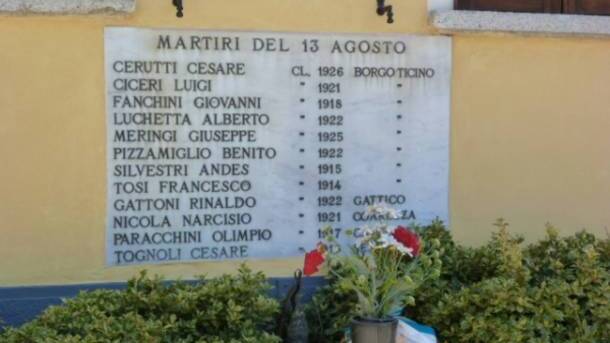 MARTIRI DEL 13 AGOSTO
CERUTTI CESARE CL. 1926 BORGO TICINO
CICERI LUIGI " 1921 "
FANCHINI GIOVANNI " 1918 "
LUCHETTA ALBERTO " 1922 "
MERINGI GIUSEPPE " 1925 "
PIZZAMIGLIO BENITO " 1922 "
SILVESTRI ANDES " 1915 "
TOSI FRANCESCO " 1914 "
GATTONI RINALDO " 1922 GATTICO
NICOLA NARCISIO " 1921
PARACCHINI OLIMPIO "
TOGNOLI CESARE "